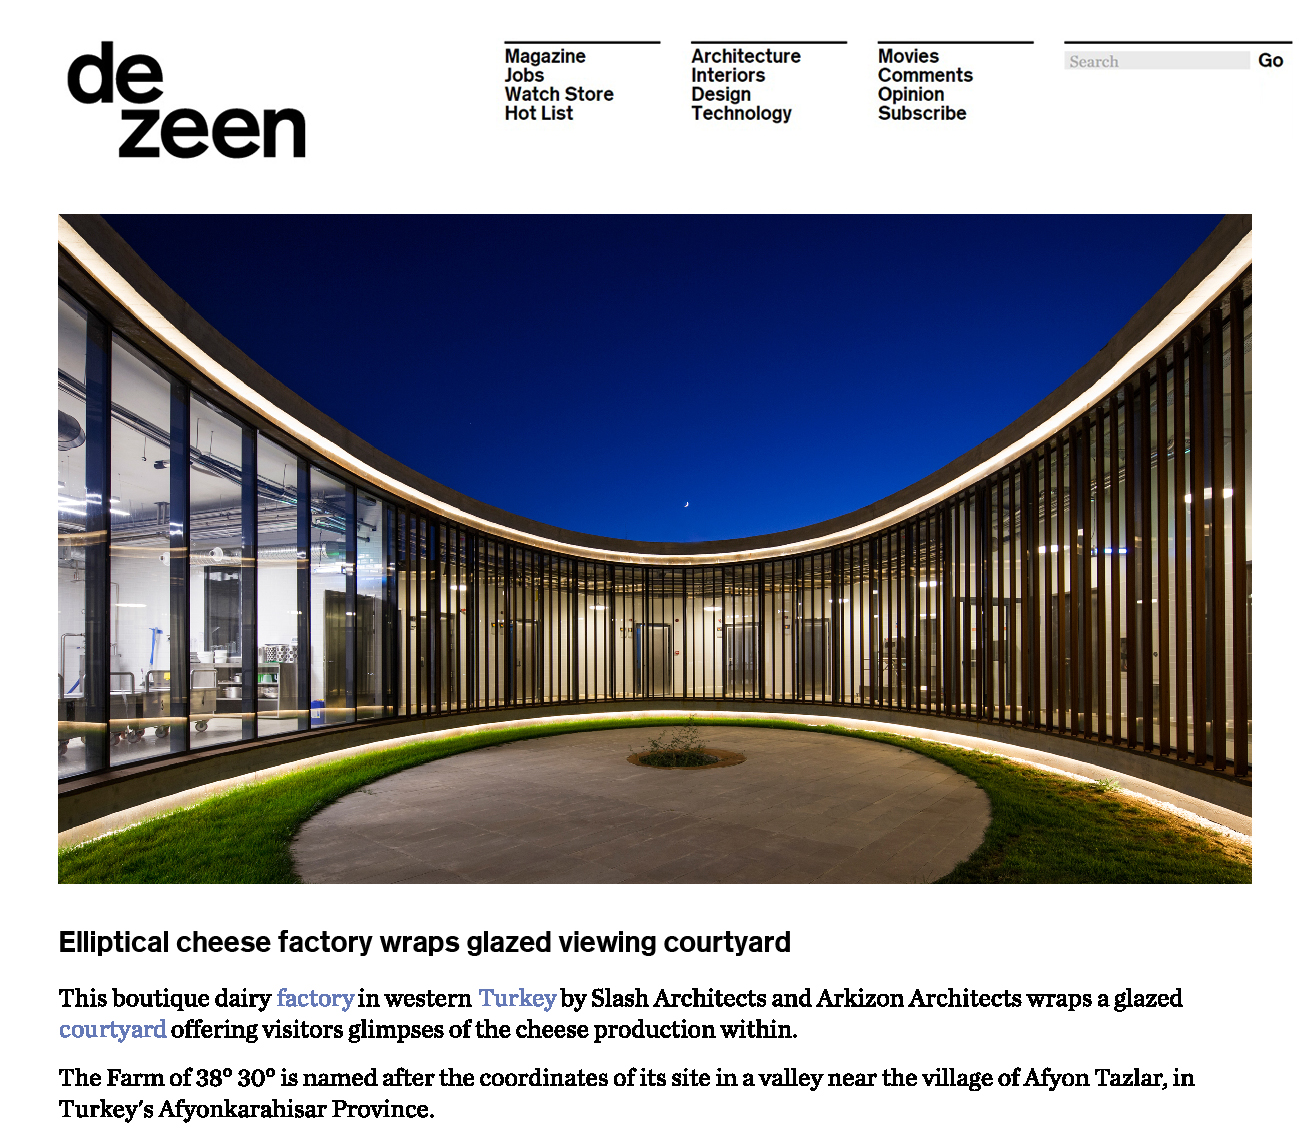 de
zeen
Magazine
Jobs
Watch Store
Hot List
Architecture
Interiors
Design
Technology
Movies
Comments
Opinion
Subscribe
Search
Go
Elliptical cheese factory wraps glazed viewing courtyard
This boutique dairy factory in western Turkey by Slash Architects and Arkizon Architects wraps a glazed
courtyard offering visitors glimpses of the cheese production within.
The Farm of 38° 30° is named after the coordinates of its site in a valley near the village of Afyon Tazlar, in
Turkey's Afyonkarahisar Province.